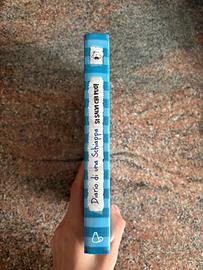 Diario di una Schiappa
SI SALVI CHI PUÒ!